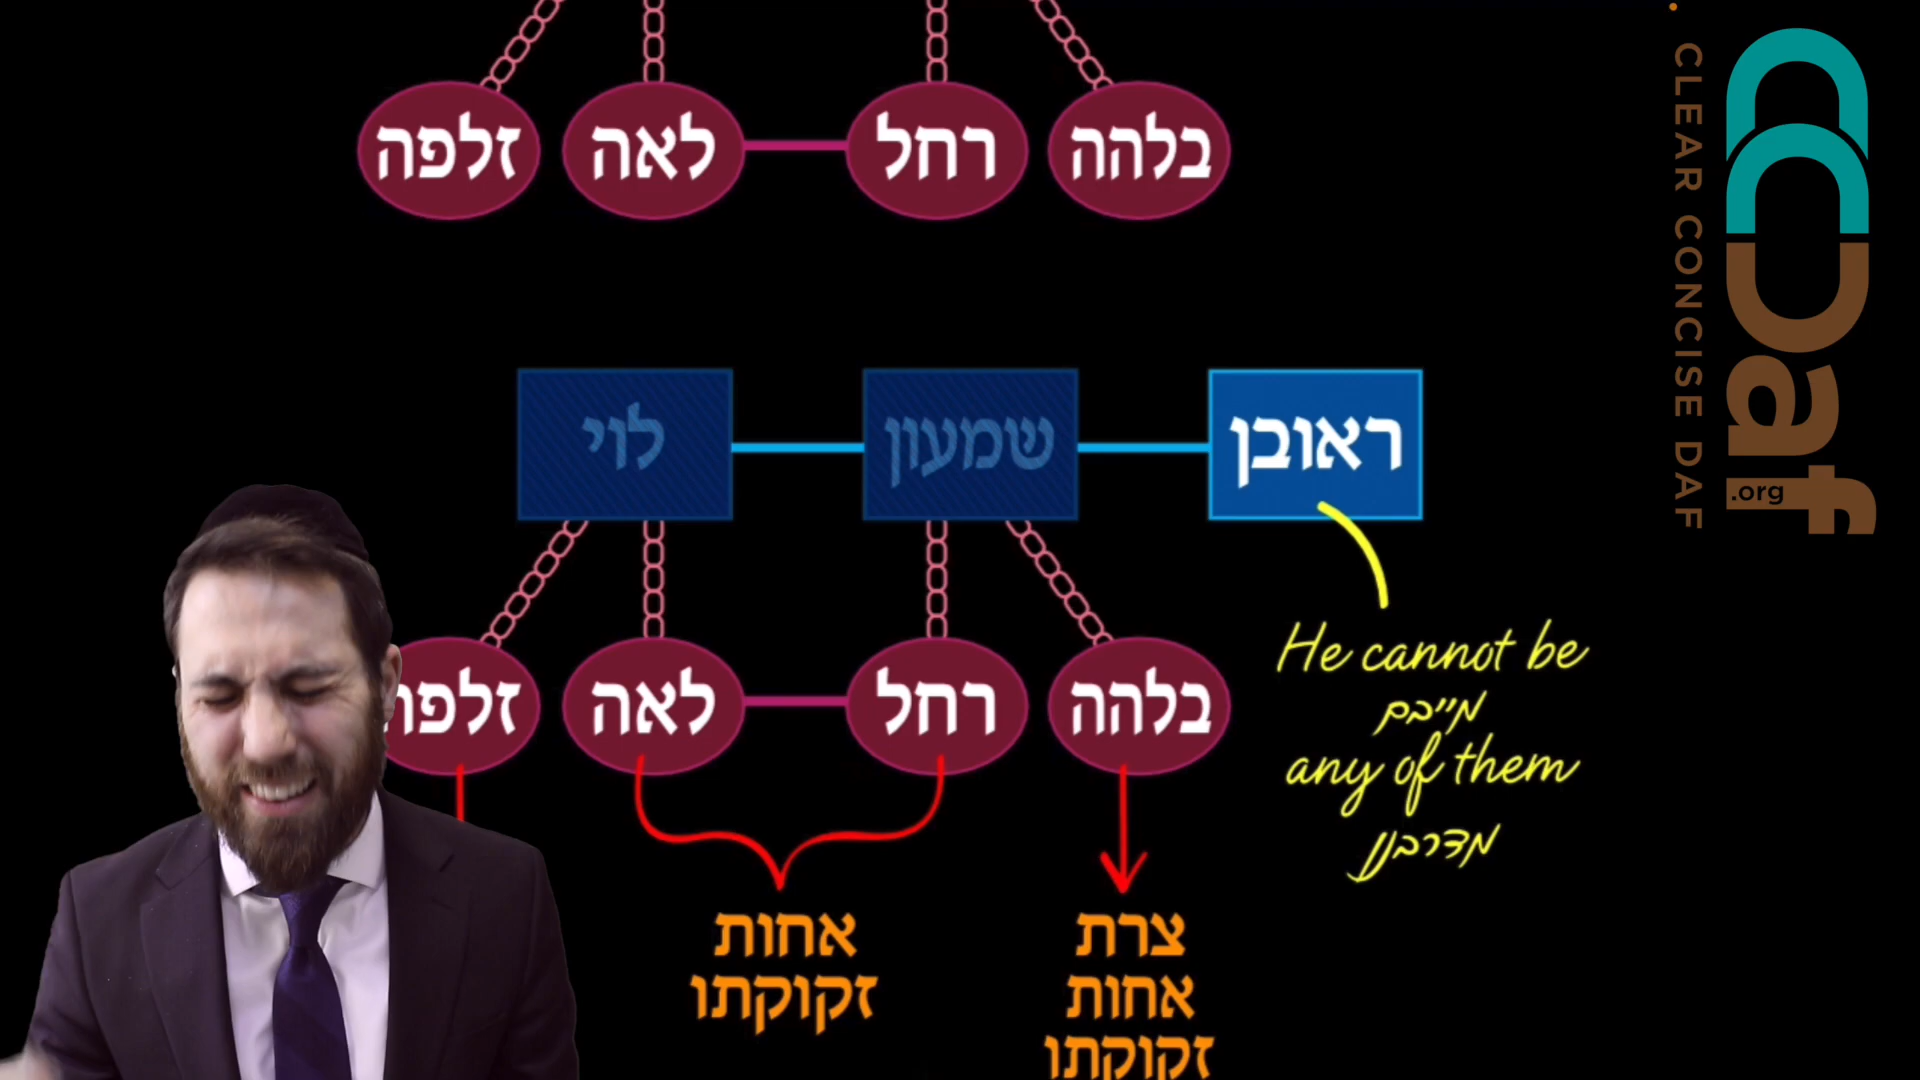 זלפה לאה רחל בלהה
לוי שמעון ראובן
זלפה לאה רחל בלהה
He cannot be
מייבם
any of them
מדרבנן
אחות
זקוקתו
צרת
אחות
זקוקתו
CLEAR CONCISE DAF
CCDaf
.org